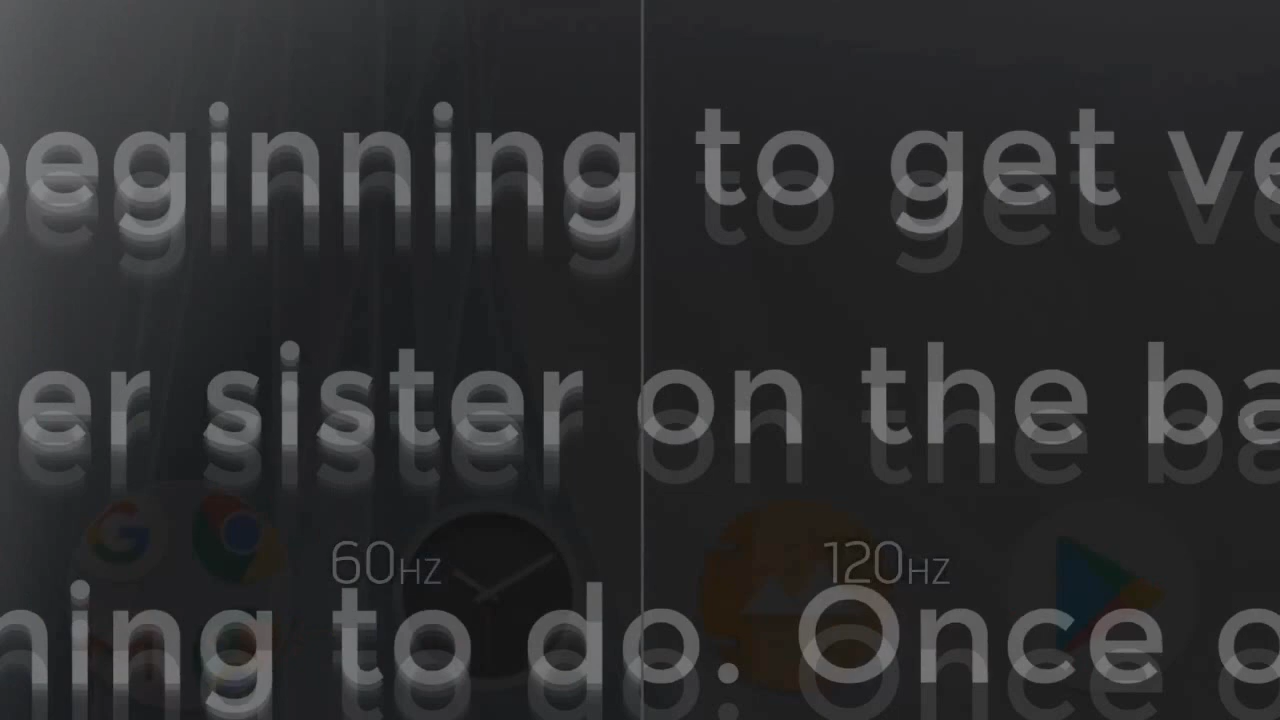 beginning to get ve
er sister on the ba
60HZ 120HZ
ning to do. Once o